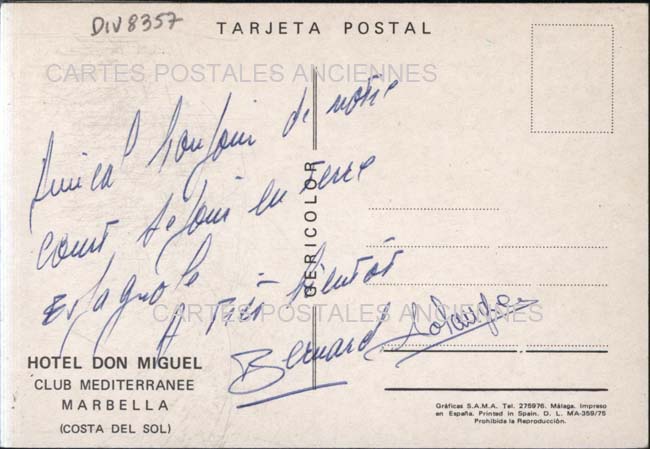 DIV8357
TARJETA POSTAL
CARTES POSTALES ANCIENNES
Amical bonjour de notre
court séjour en terre
Espagnole
A très bientôt
Bernard Solange
GERICOLOR
CARTES POSTALES ANCIENNES
HOTEL DON MIGUEL
CLUB MEDITERRANEE
MARBELLA
(COSTA DEL SOL)
Gráficas S.A.M.A. Tel. 275976. Málaga. Impreso
en España. Printed in Spain. D. L. MA-359/75
Prohibida la Reproducción.